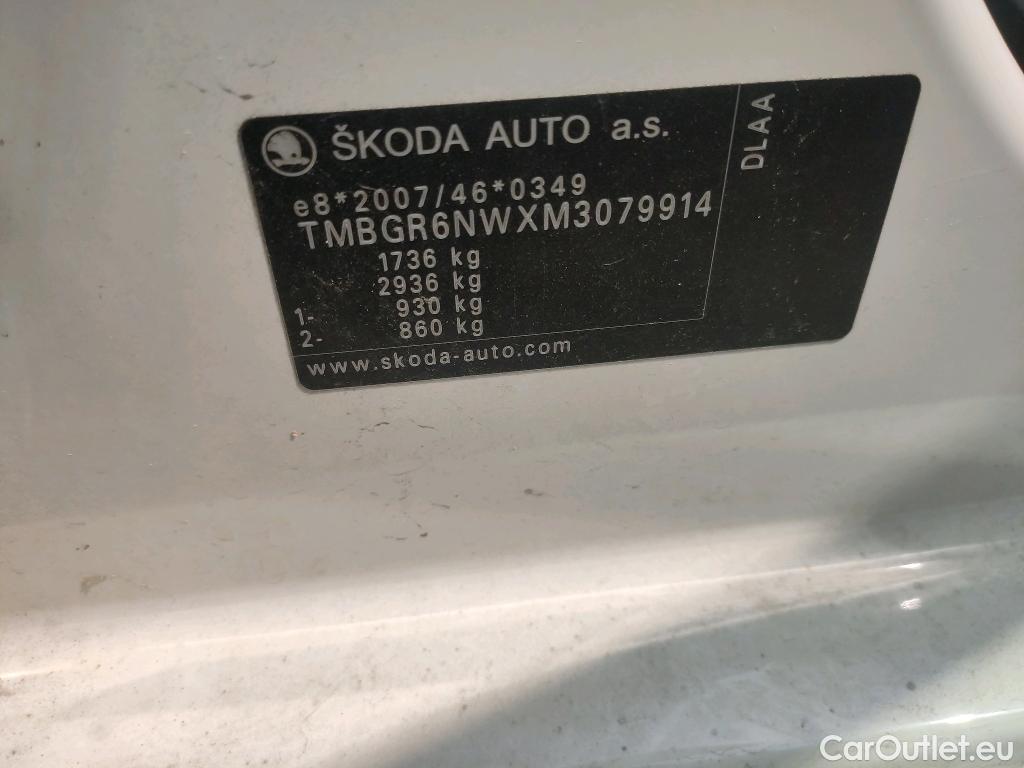 ŠKODA AUTO a.s.
DLAA
e8*2007/46*0349
TMBGR6NWXM3079914
1736 kg
2936 kg
1- 930 kg
2- 860 kg
www.skoda-auto.com
CarOutlet.eu